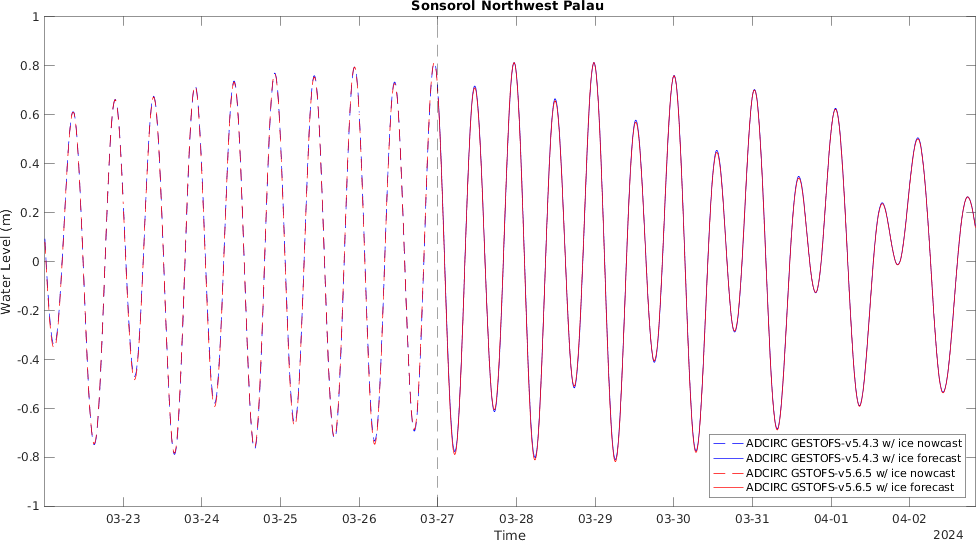 Sonsorol Northwest Palau
1
0.8
0.6
0.4
0.2
0
-0.2
-0.4
-0.6
-0.8
-1
Water Level (m)
ADCIRC GESTOFS-v5.4.3 w/ ice nowcast
ADCIRC GESTOFS-v5.4.3 w/ ice forecast
ADCIRC GSTOFS-v5.6.5 w/ ice nowcast
ADCIRC GSTOFS-v5.6.5 w/ ice forecast
03-23 03-24 03-25 03-26 03-27 03-28 03-29 03-30 03-31 04-01 04-02
Time
2024